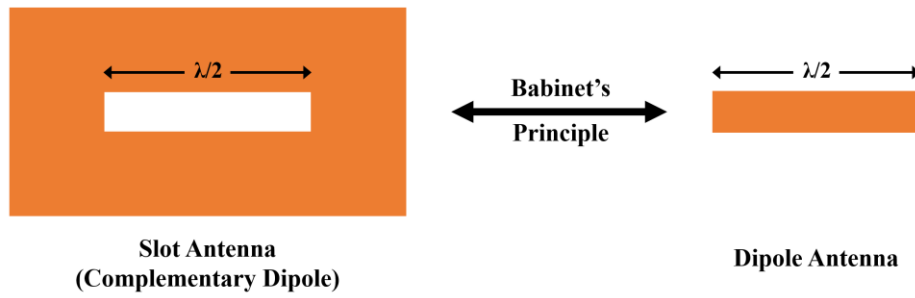 λ/2
Babinet's
Principle
λ/2
Slot Antenna
(Complementary Dipole)
Dipole Antenna